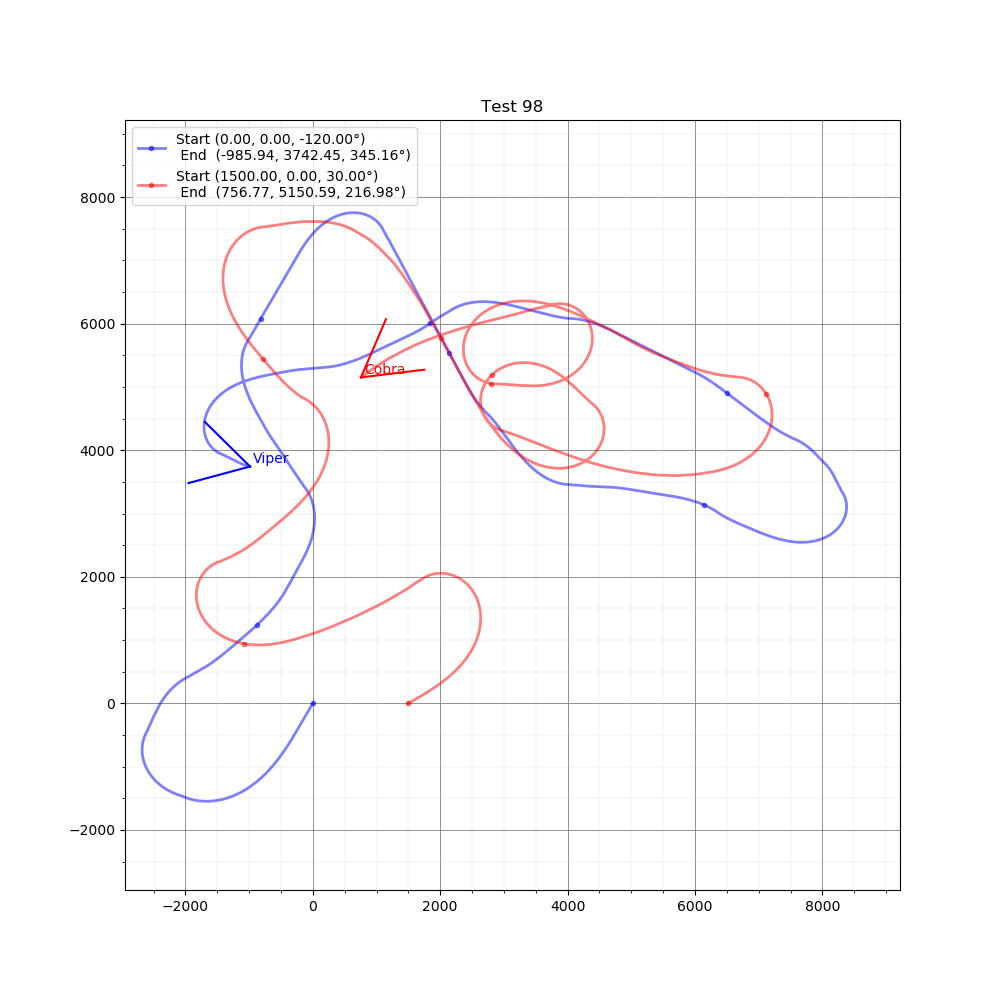 Test 98
Start (0.00, 0.00, -120.00°)
End  (-985.94, 3742.45, 345.16°)
Start (1500.00, 0.00, 30.00°)
End  (756.77, 5150.59, 216.98°)
8000
6000
4000
2000
0
−2000
Cobra
Viper
−2000 0 2000 4000 6000 8000